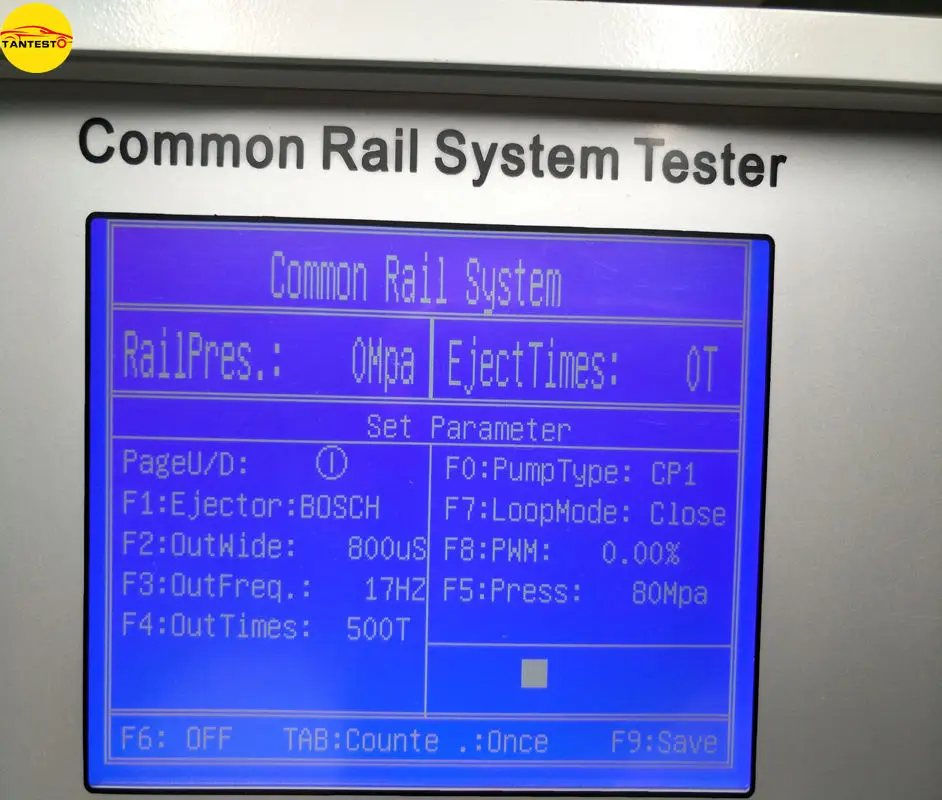 TANTESTO
Common Rail System Tester
Common Rail System
RailPres.: 0Mpa EjectTimes: 0T
Set Parameter
PageU/D: ① F0:PumpType: CP1
F1:Ejector:BOSCH F7:LoopMode: Close
F2:OutWide: 800uS F8:PWM: 0.00%
F3:OutFreq.: 17HZ F5:Press: 80Mpa
F4:OutTimes: 500T
F6: OFF TAB:Counte .:Once F9:Save